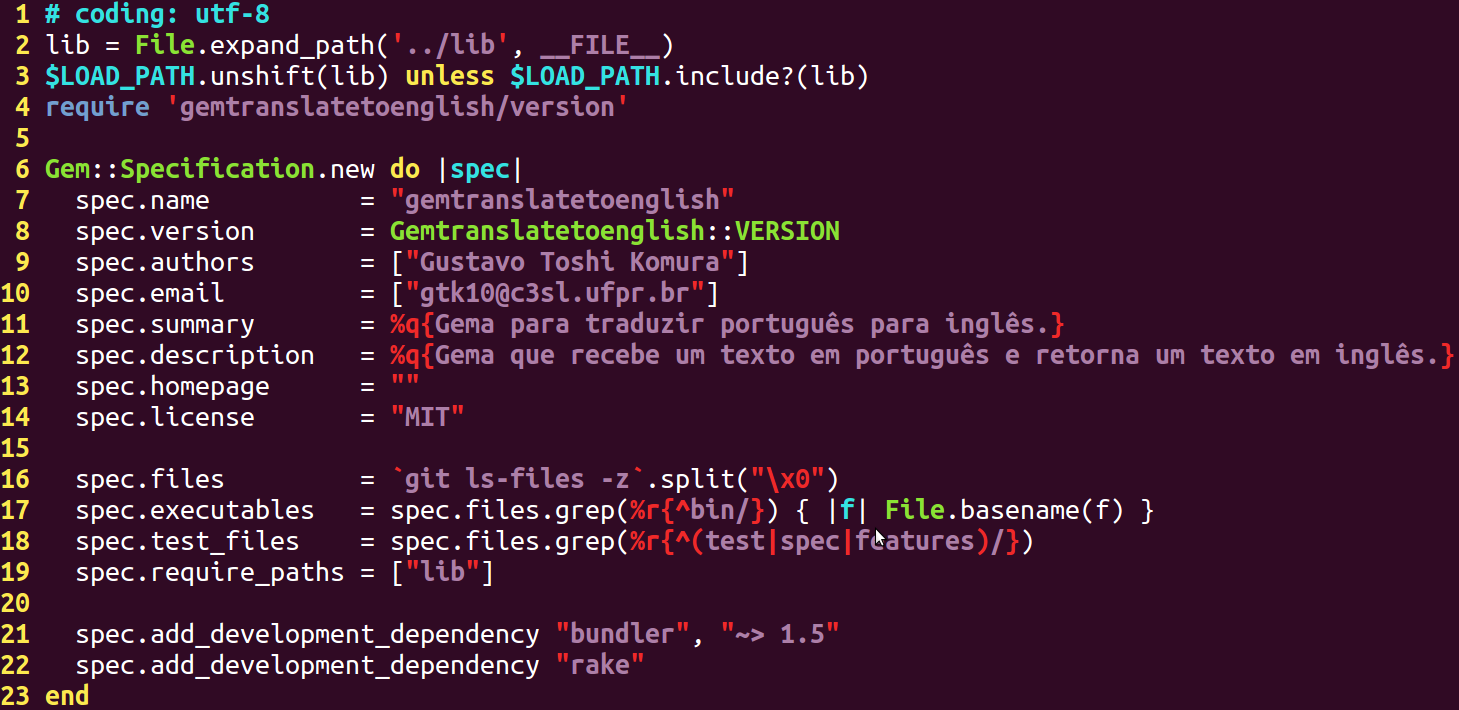 1 # coding: utf-8
2 lib = File.expand_path('../lib', __FILE__)
3 $LOAD_PATH.unshift(lib) unless $LOAD_PATH.include?(lib)
4 require 'gemtranslatetoenglish/version'
5
6 Gem::Specification.new do |spec|
7   spec.name          = "gemtranslatetoenglish"
8   spec.version       = Gemtranslatetoenglish::VERSION
9   spec.authors       = ["Gustavo Toshi Komura"]
10   spec.email         = ["gtk10@c3sl.ufpr.br"]
11   spec.summary       = %q{Gema para traduzir português para inglês.}
12   spec.description   = %q{Gema que recebe um texto em português e retorna um texto em inglês.}
13   spec.homepage      = ""
14   spec.license       = "MIT"
15
16   spec.files         = `git ls-files -z`.split("\x0")
17   spec.executables   = spec.files.grep(%r{^bin/}) { |f| File.basename(f) }
18   spec.test_files    = spec.files.grep(%r{^(test|spec|features)/})
19   spec.require_paths = ["lib"]
20
21   spec.add_development_dependency "bundler", "~> 1.5"
22   spec.add_development_dependency "rake"
23 end